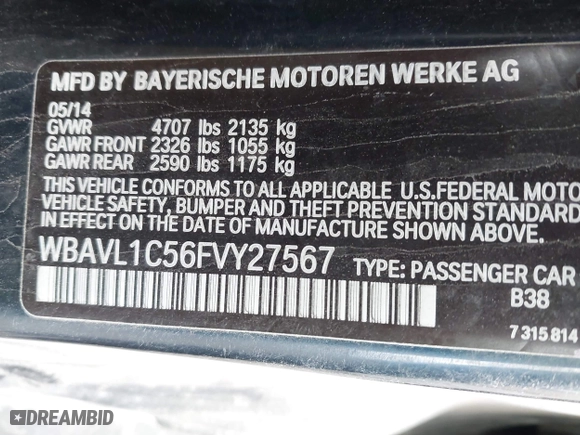 MFD BY BAYERISCHE MOTOREN WERKE AG
05/14
GVWR 4707 lbs 2135 kg
GAWR FRONT 2326 lbs 1055 kg
GAWR REAR 2590 lbs 1175 kg
THIS VEHICLE CONFORMS TO ALL APPLICABLE U.S.FEDERAL MOTO
VEHICLE SAFETY, BUMPER AND THEFT PREVENTION STANDARD
IN EFFECT ON THE DATE OF MANUFACTURE SHOWN ABOVE.
WBAVL1C56FVY27567 TYPE: PASSENGER CAR
B38
7 315 814
DREAMBID